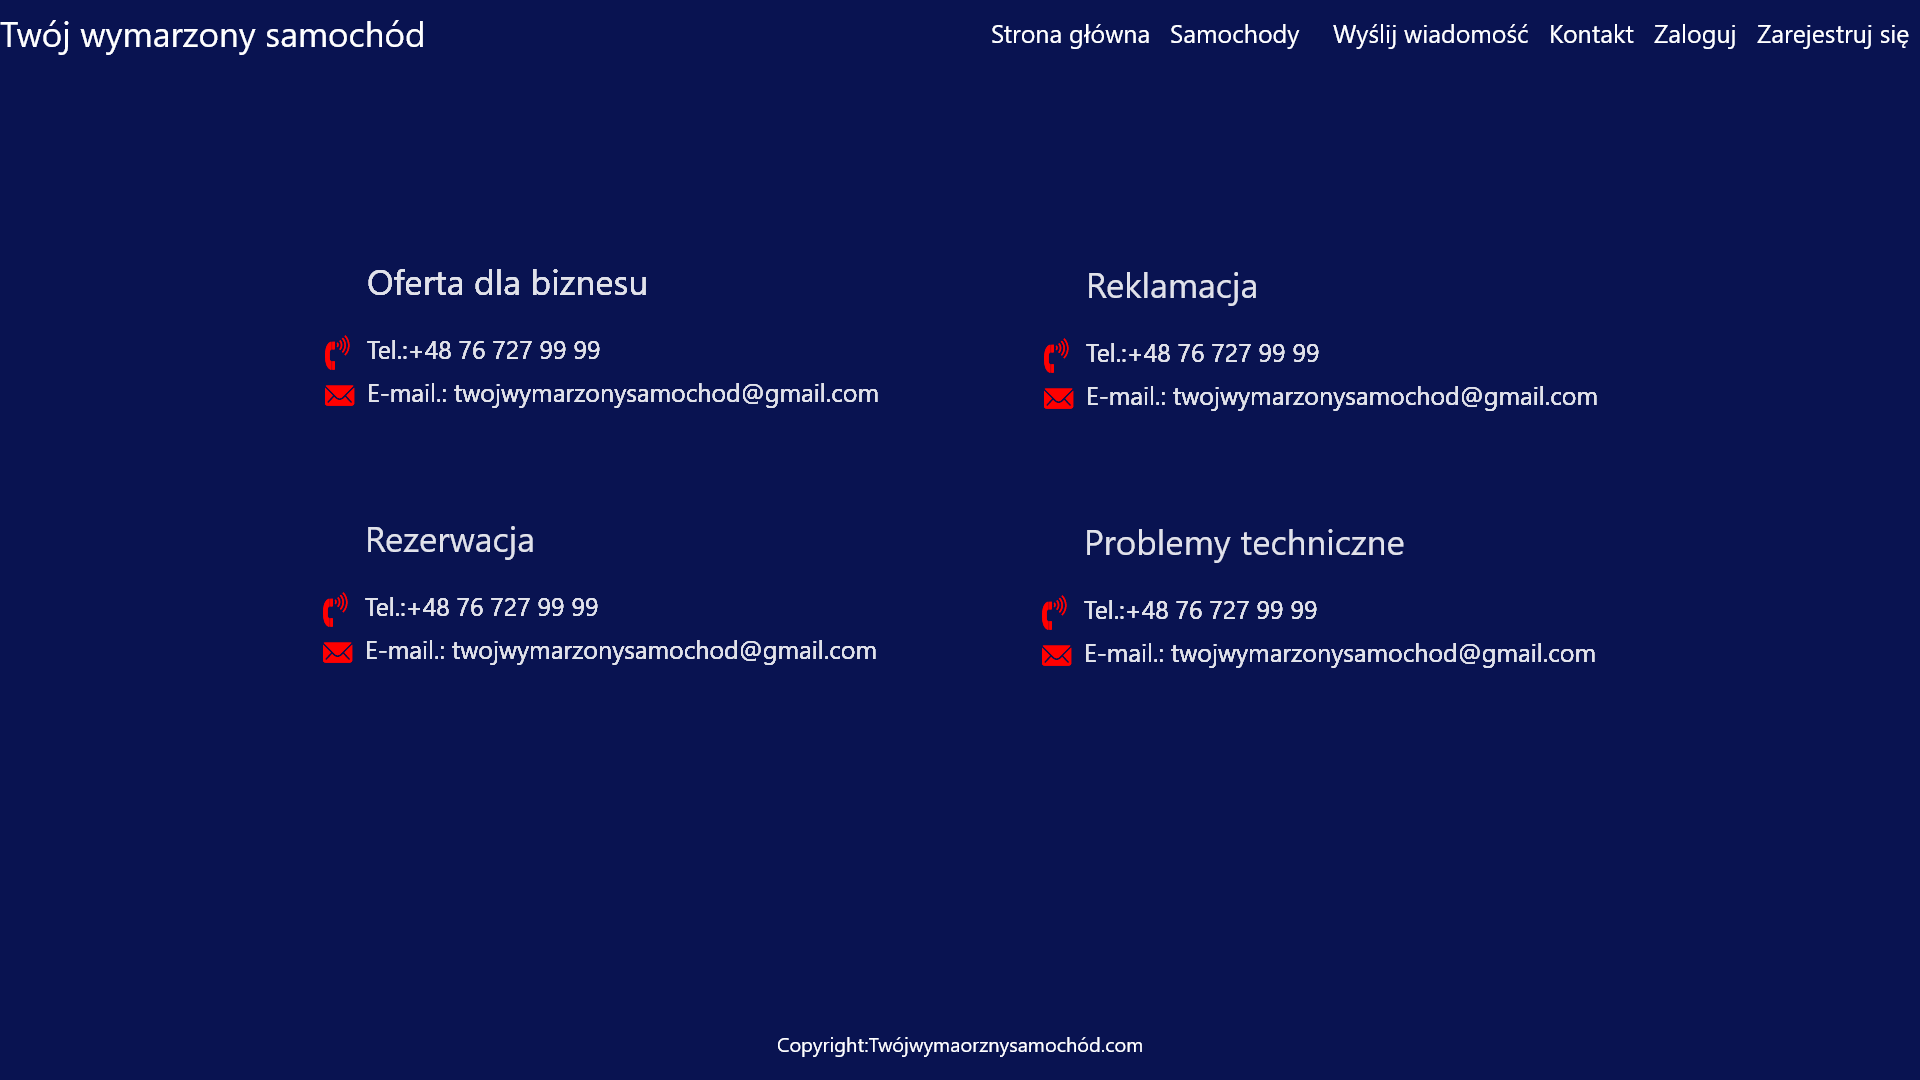 Twój wymarzony samochód
Strona główna Samochody Wyślij wiadomość Kontakt Zaloguj Zarejestruj się
Oferta dla biznesu
Tel.:+48 76 727 99 99
E-mail.: twojwymarzonysamochod@gmail.com
Reklamacja
Tel.:+48 76 727 99 99
E-mail.: twojwymarzonysamochod@gmail.com
Rezerwacja
Tel.:+48 76 727 99 99
E-mail.: twojwymarzonysamochod@gmail.com
Problemy techniczne
Tel.:+48 76 727 99 99
E-mail.: twojwymarzonysamochod@gmail.com
Copyright:Twójwymaorznysamochód.com